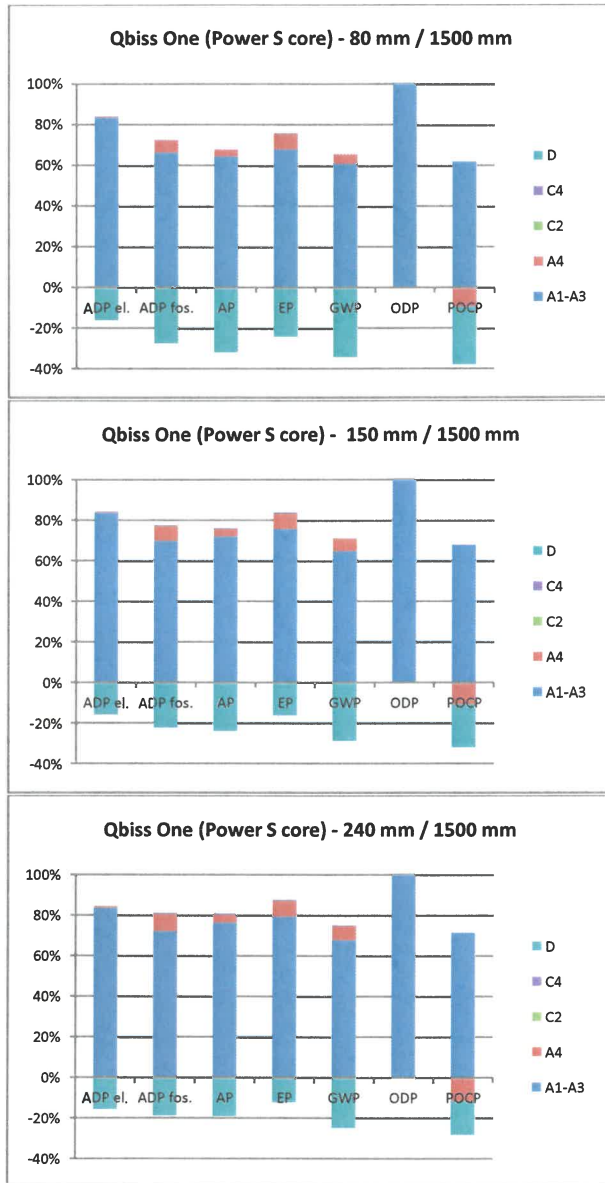 Qbiss One (Power S core) - 80 mm / 1500 mm
100%
80%
60%
40%
20%
0%
-20%
-40%
ADP el. ADP fos. AP EP GWP ODP POCP
D
C4
C2
A4
A1-A3
Qbiss One (Power S core) - 150 mm / 1500 mm
100%
80%
60%
40%
20%
0%
-20%
-40%
ADP el. ADP fos. AP EP GWP ODP POCP
D
C4
C2
A4
A1-A3
Qbiss One (Power S core) - 240 mm / 1500 mm
100%
80%
60%
40%
20%
0%
-20%
-40%
ADP el. ADP fos. AP EP GWP ODP POCP
D
C4
C2
A4
A1-A3